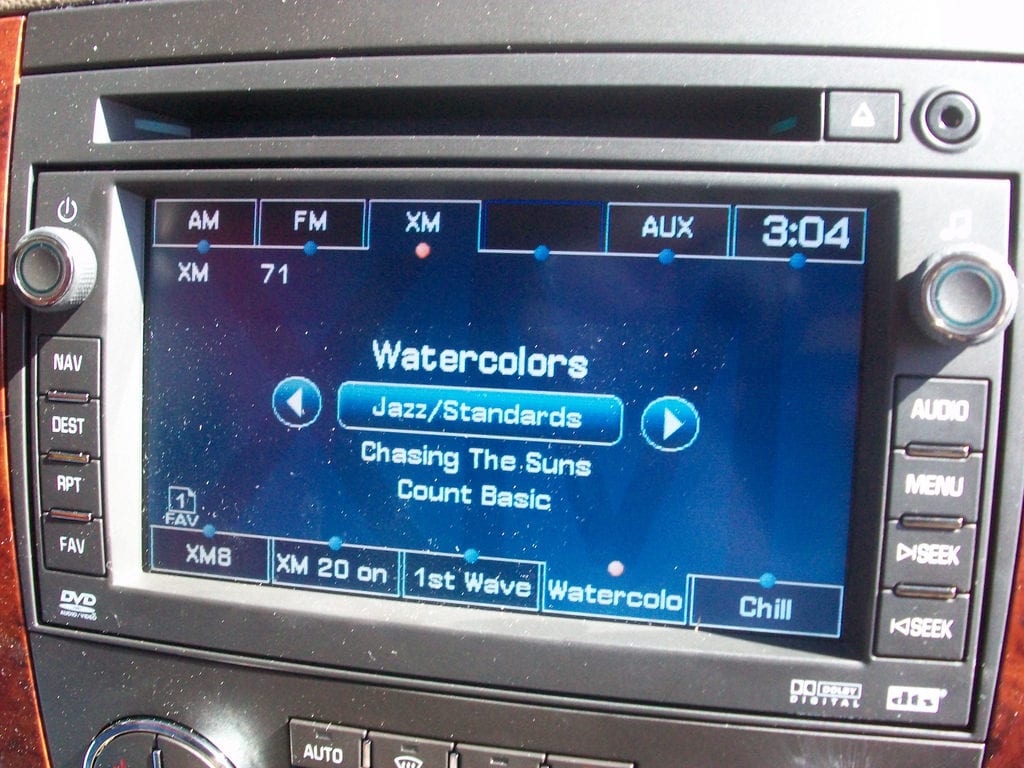 AM FM XM AUX 3:04
XM 71
Watercolors
Jazz/Standards
Chasing The Suns
Count Basic
1
FAV
XM8 XM 20 on 1st Wave Watercolo Chill
NAV
DEST
RPT
FAV
DVD
AUDIO/VIDEO
AUDIO
MENU
SEEK
SEEK
DOLBY
DIGITAL
dts
AUTO